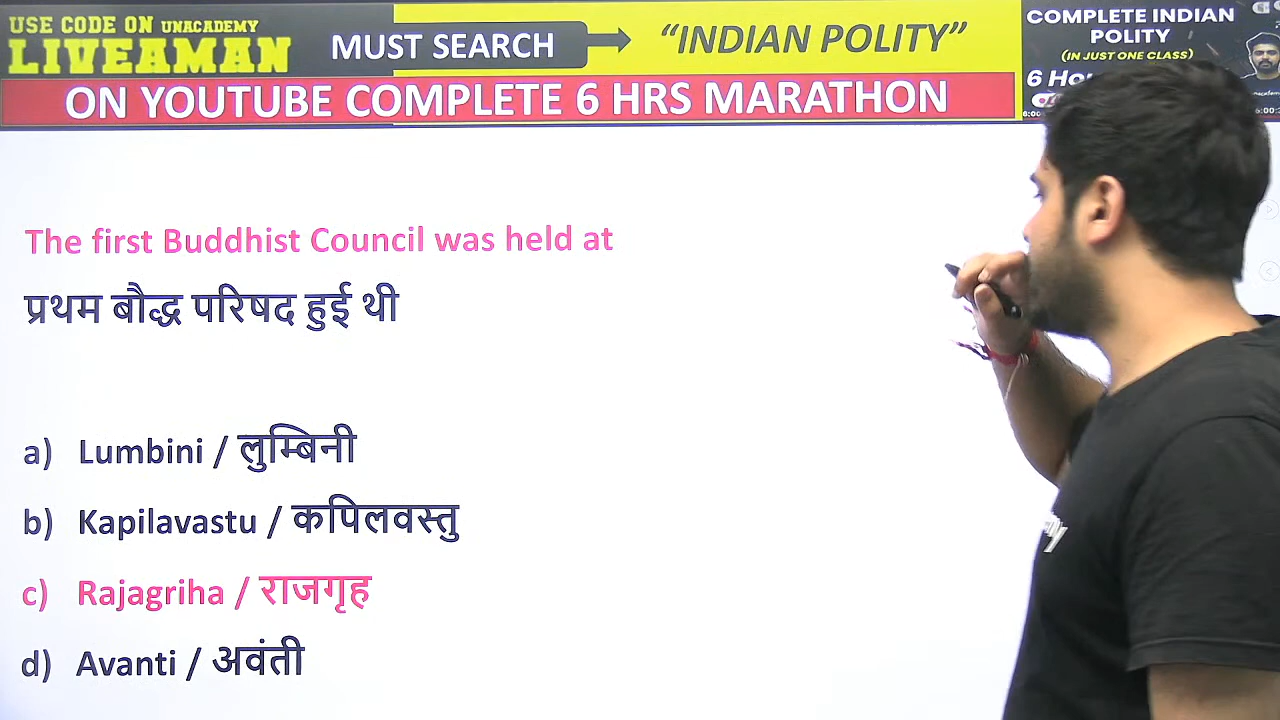 USE CODE ON UNACADEMY
LIVEAMAN
MUST SEARCH
“INDIAN POLITY”
ON YOUTUBE COMPLETE 6 HRS MARATHON
COMPLETE INDIAN
POLITY
(IN JUST ONE CLASS)
The first Buddhist Council was held at
प्रथम बौद्ध परिषद हुई थी
a) Lumbini / लुम्बिनी
b) Kapilavastu / कपिलवस्तु
c) Rajagriha / राजगृह
d) Avanti / अवंती